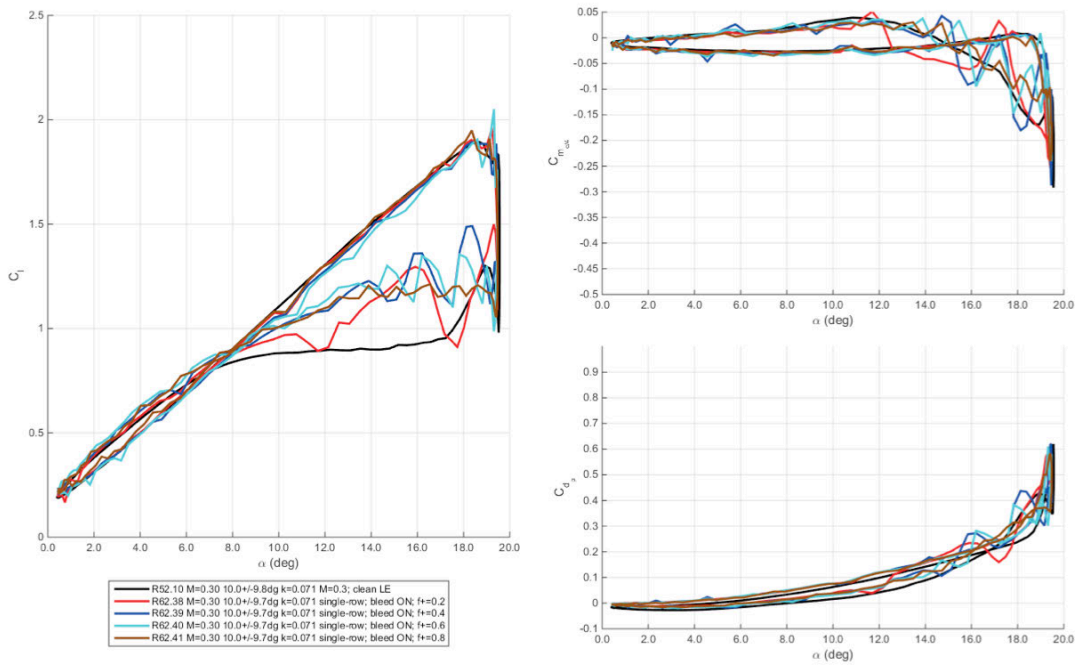 2.5
2
1.5
1
0.5
0
C_l
0.0 2.0 4.0 6.0 8.0 10.0 12.0 14.0 16.0 18.0 20.0
α (deg)
R52.10 M=0.30 10.0+/-9.8dg k=0.071 M=0.3; clean LE
R62.38 M=0.30 10.0+/-9.7dg k=0.071 single-row; bleed ON; f+=0.2
R62.39 M=0.30 10.0+/-9.7dg k=0.071 single-row; bleed ON; f+=0.4
R62.40 M=0.30 10.0+/-9.7dg k=0.071 single-row; bleed ON; f+=0.6
R62.41 M=0.30 10.0+/-9.7dg k=0.071 single-row; bleed ON; f+=0.8
0.05
0
-0.05
-0.1
-0.15
-0.2
-0.25
-0.3
-0.35
-0.4
-0.45
-0.5
0.0 2.0 4.0 6.0 8.0 10.0 12.0 14.0 16.0 18.0 20.0
α (deg)
0.9
0.8
0.7
0.6
0.5
0.4
0.3
0.2
0.1
0
-0.1
0.0 2.0 4.0 6.0 8.0 10.0 12.0 14.0 16.0 18.0 20.0
α (deg)